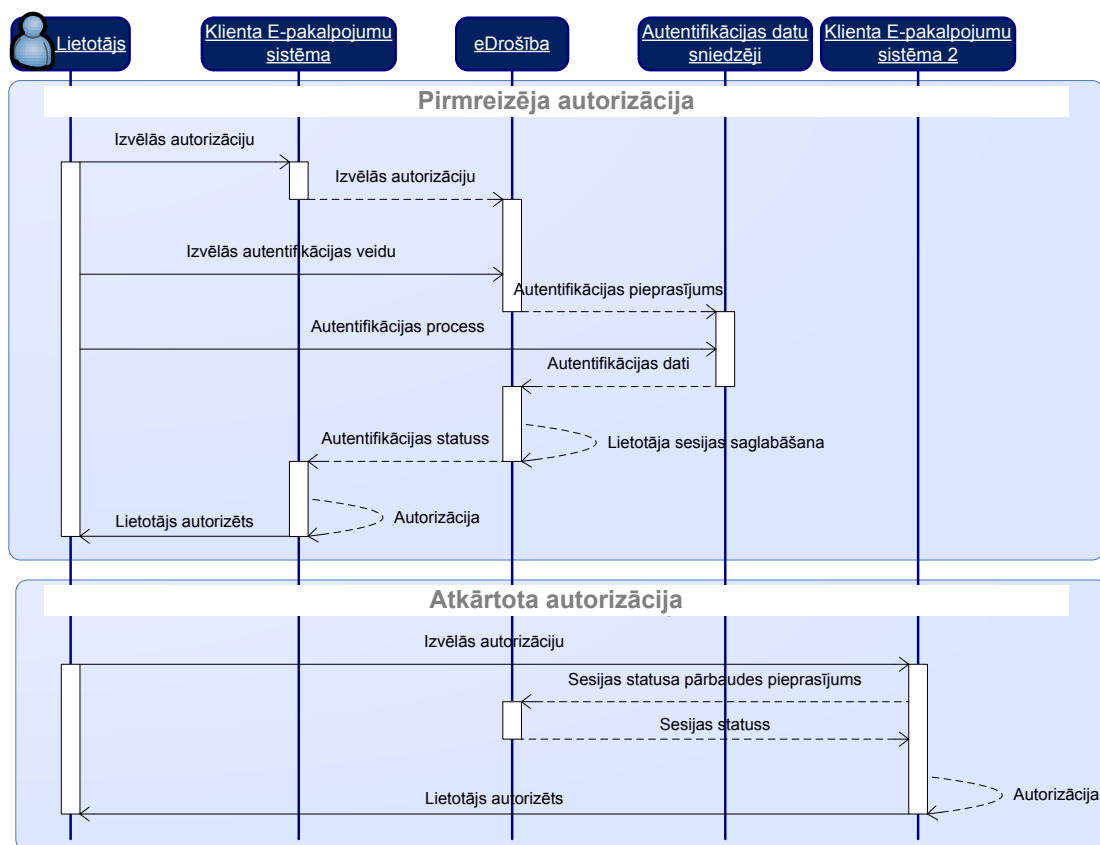 Lietotājs
Klienta E-pakalpojumu
sistēma
eDrošība
Autentifikācijas datu
sniedzēji
Klienta E-pakalpojumu
sistēma 2
Pirmreizēja autorizācija
Izvēlās autorizāciju
Izvēlās autorizāciju
Izvēlās autentifikācijas veidu
Autentifikācijas pieprasījums
Autentifikācijas process
Autentifikācijas dati
Autentifikācijas statuss
Lietotāja sesijas saglabāšana
Lietotājs autorizēts
Autorizācija
Atkārtota autorizācija
Izvēlās autorizāciju
Sesijas statusa pārbaudes pieprasījums
Sesijas statuss
Lietotājs autorizēts
Autorizācija